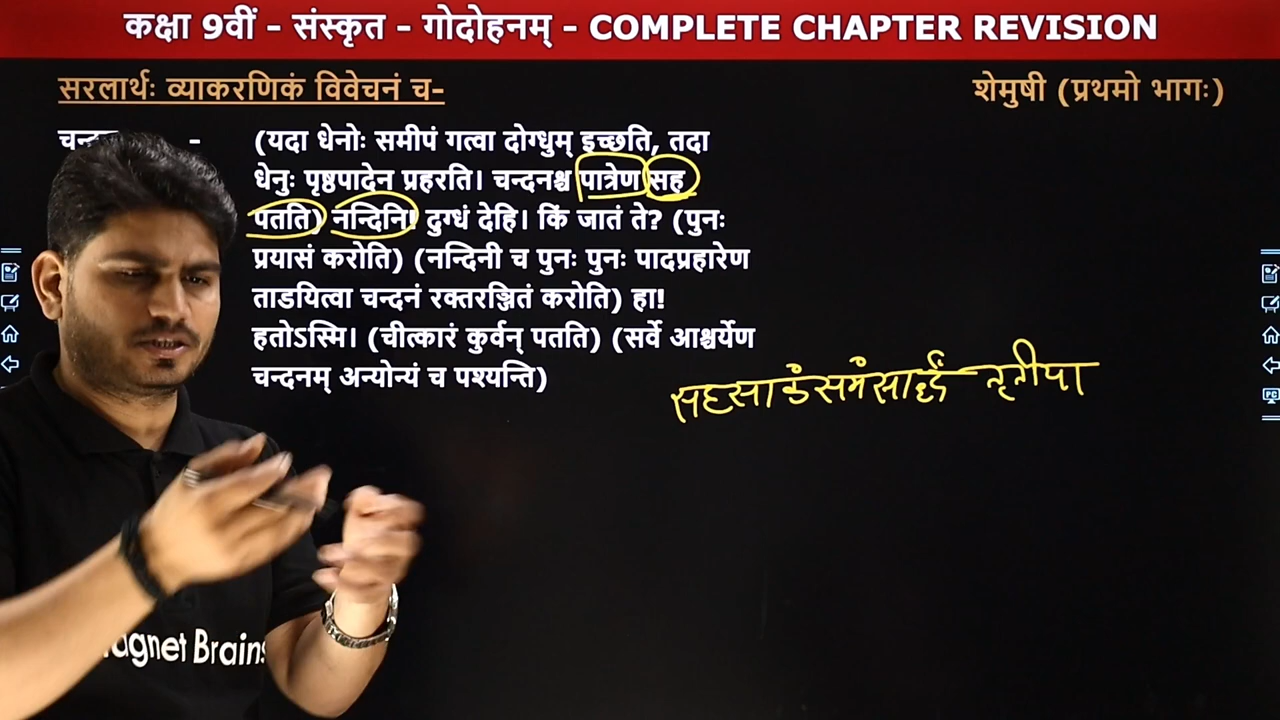 कक्षा 9वीं - संस्कृत - गोदोहनम् - COMPLETE CHAPTER REVISION
सरलार्थः व्याकरणिकं विवेचनं च-
शेमुषी (प्रथमो भागः)
- (यदा धेनोः समीपं गत्वा दोग्धुम् इच्छति, तदा
धेनुः पृष्ठपादेन प्रहरति। चन्दनश्च पात्रेण सह
पतति) नन्दिनि! दुग्धं देहि। किं जातं ते? (पुनः
प्रयासं करोति) (नन्दिनी च पुनः पुनः पादप्रहारेण
ताडयित्वा चन्दनं रक्तरञ्जितं करोति) हा!
हतोऽस्मि। (चीत्कारं कुर्वन् पतति) (सर्वे आश्चर्येण
चन्दनम् अन्योन्यं च पश्यन्ति)
सहसाकंसमंसार्द्धं तृतीया
Brains
PC